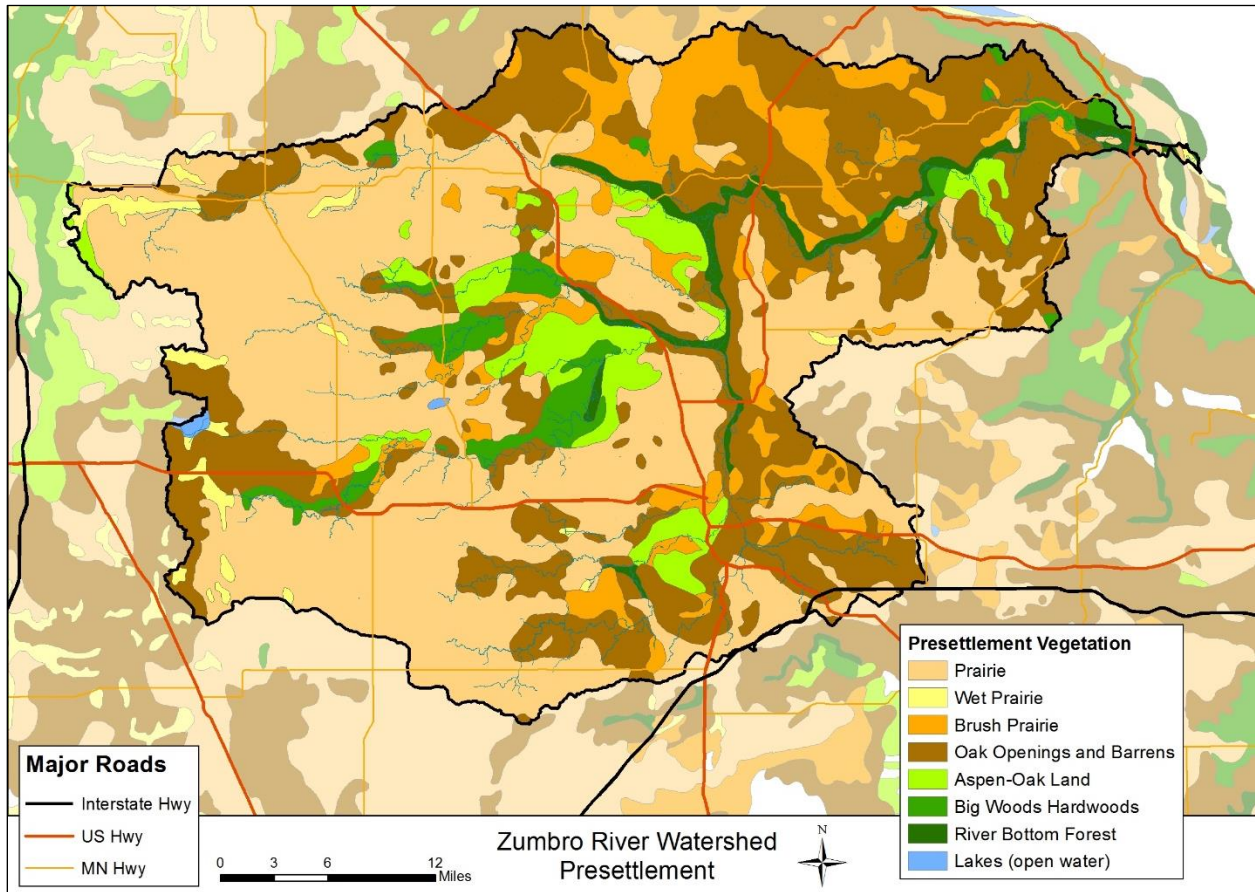 Presettlement Vegetation
Prairie
Wet Prairie
Brush Prairie
Oak Openings and Barrens
Aspen-Oak Land
Big Woods Hardwoods
River Bottom Forest
Lakes (open water)
Major Roads
Interstate Hwy
US Hwy
MN Hwy
0 3 6 12
Miles
Zumbro River Watershed
Presettlement
N